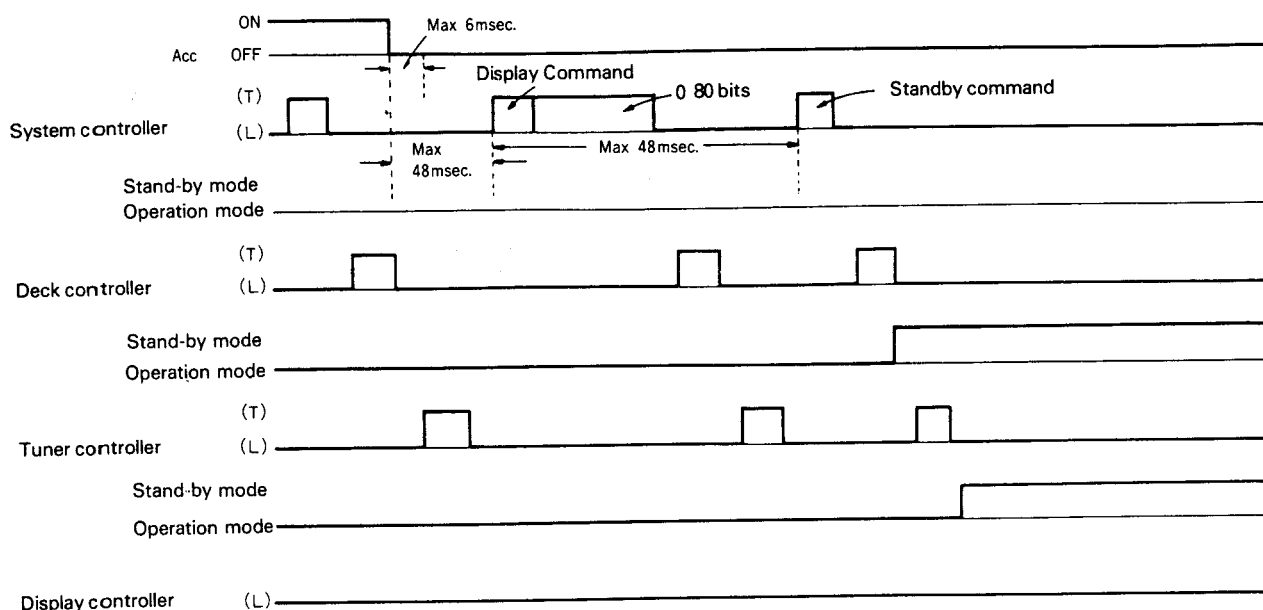 ON
Max 6msec.
Acc OFF
Display Command
(T) 0 80 bits Standby command
System controller (L)
Max 48msec. Max 48msec.
Stand-by mode
Operation mode
(T)
Deck controller (L)
Stand-by mode
Operation mode
(T)
Tuner controller (L)
Stand-by mode
Operation mode
Display controller (L)